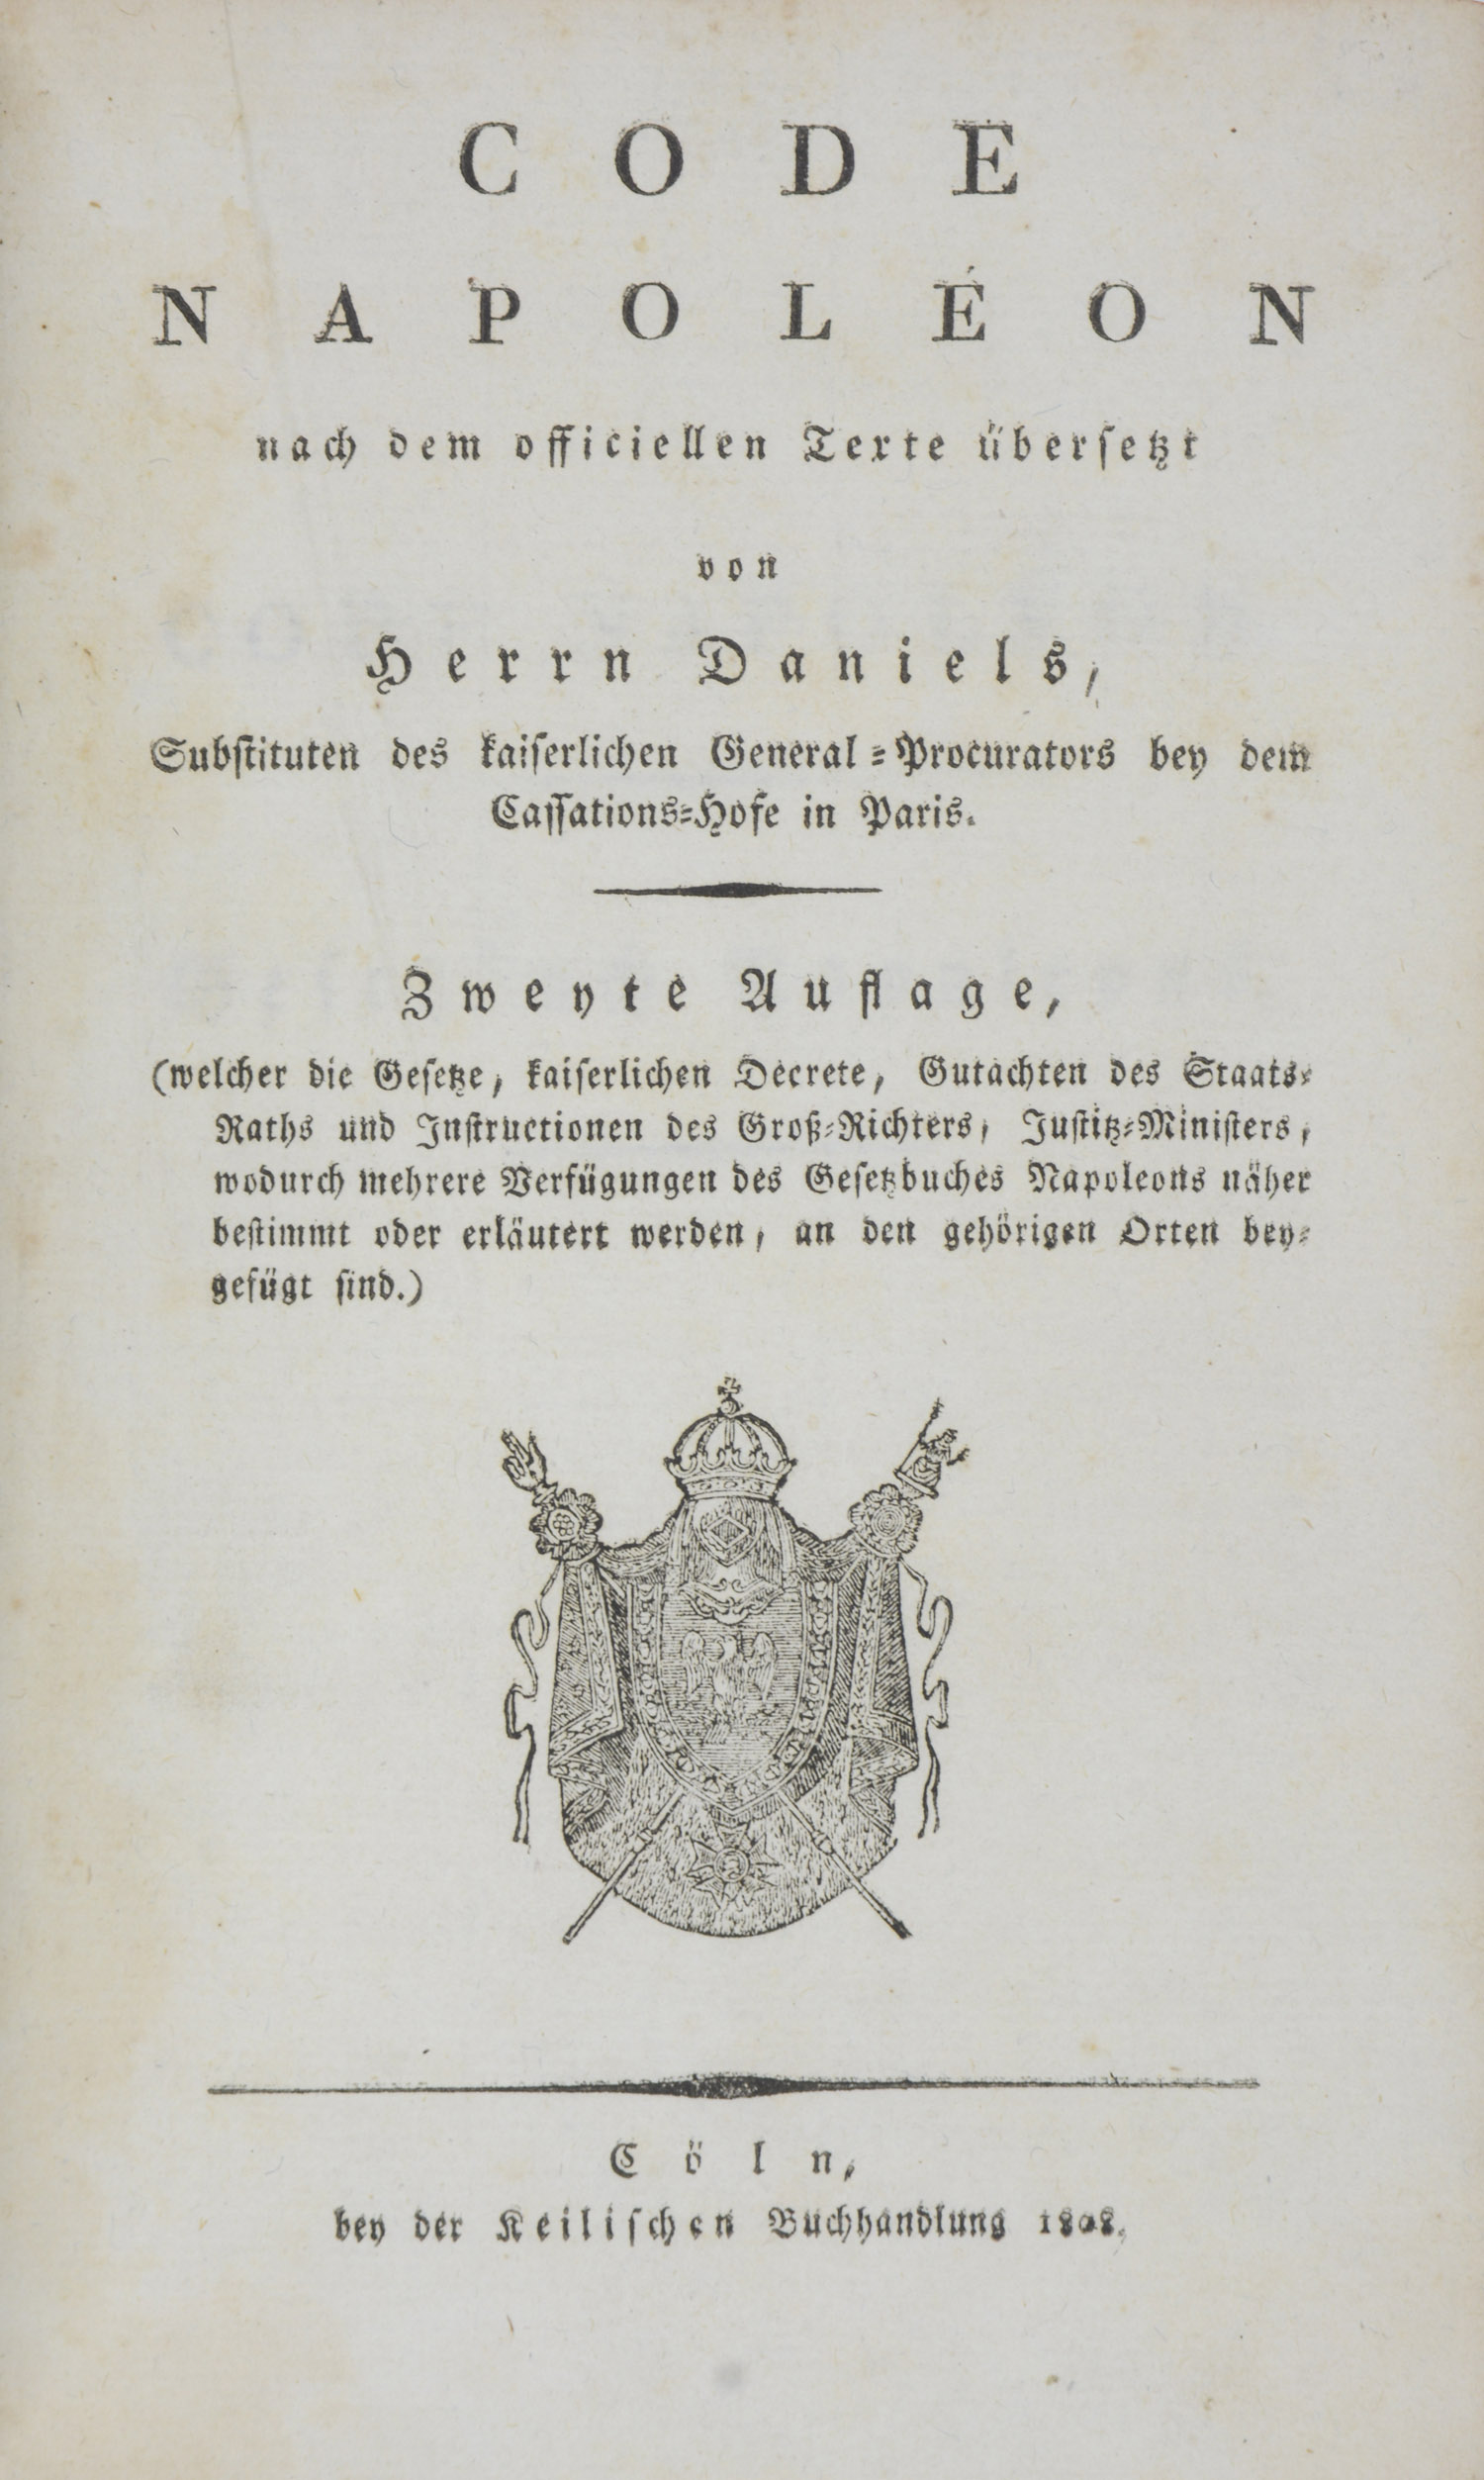 CODE
NAPOLÉON
nach dem officiellen Texte überſetzt
von
Herrn Daniels,
Subſtituten des kaiſerlichen General-Procurators bey dem
Caſſations-Hofe in Paris.
Zweyte Auflage,
(welcher die Geſetze, kaiſerlichen Decrete, Gutachten des Staats-
Raths und Inſtructionen des Groß-Richters, Juſtitz-Miniſters,
wodurch mehrere Verfügungen des Geſetzbuches Napoleons näher
beſtimmt oder erläutert werden, an den gehörigen Orten bey-
gefügt ſind.)
Cöln,
bey der Keiliſchen Buchhandlung 1808.